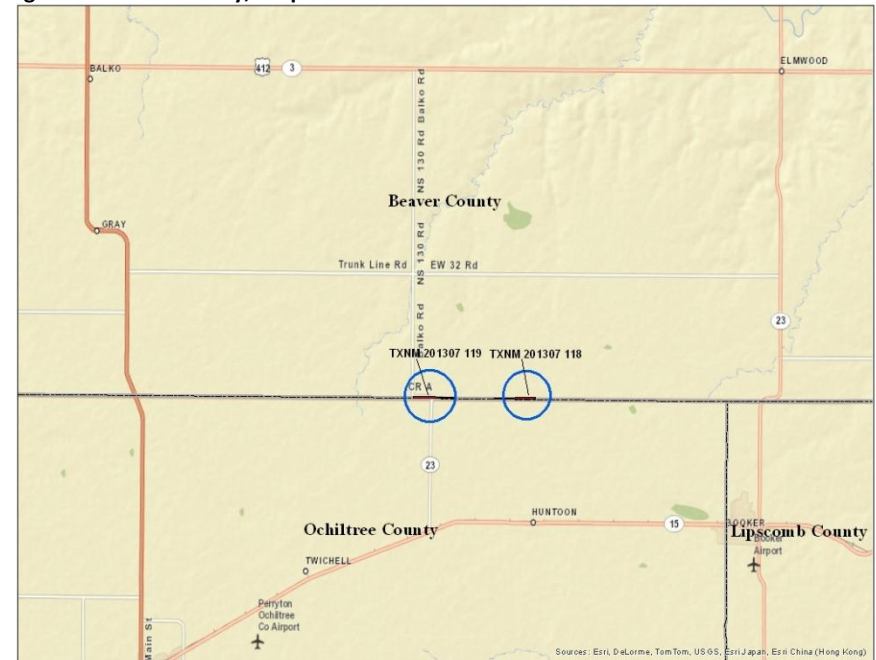 BALKO
412
3
ELMWOOD
NS 130 Rd Balko Rd
Beaver County
GRAY
NS 130 Rd
Trunk Line Rd
EW 32 Rd
23
Balko Rd
TXNM 201307 119
TXNM 201307 118
CR A
23
HUNTOON
15
BOOKER
Ochiltree County
Lipscomb County
Booker
Airport
TWICHELL
Perryton
Ochiltree
Co Airport
Main St
Sources: Esri, DeLorme, TomTom, USGS, Esri Japan, Esri China (Hong Kong)